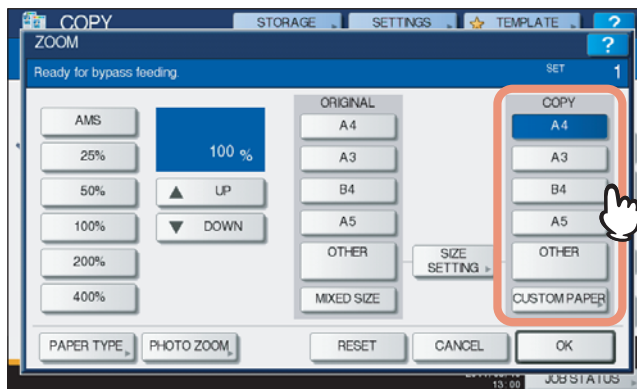 COPY
STORAGE
SETTINGS
TEMPLATE
?
ZOOM
?
Ready for bypass feeding.
SET 1
ORIGINAL
COPY
AMS
A4
A4
25%
100 %
A3
A3
50%
UP
B4
B4
100%
DOWN
A5
A5
200%
OTHER
SIZE
SETTING
OTHER
400%
MIXED SIZE
CUSTOM PAPER
PAPER TYPE
PHOTO ZOOM
RESET
CANCEL
OK
13:00
JOB STATUS